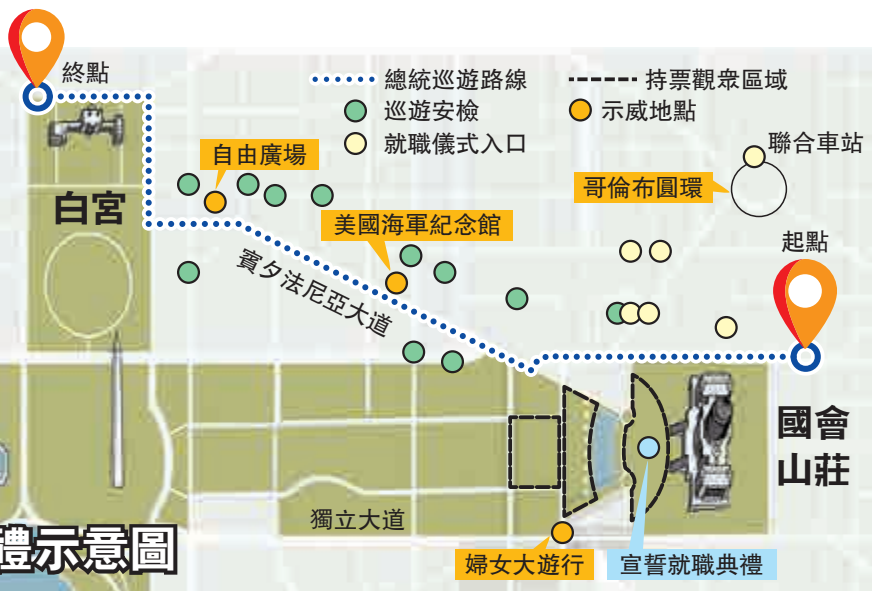 終點
總統巡遊路線
持票觀眾區域
巡遊安檢
示威地點
就職儀式入口
聯合車站
自由廣場
哥倫布圓環
白宮
美國海軍紀念館
起點
賓夕法尼亞大道
國會
山莊
獨立大道
禮示意圖
婦女大遊行
宣誓就職典禮